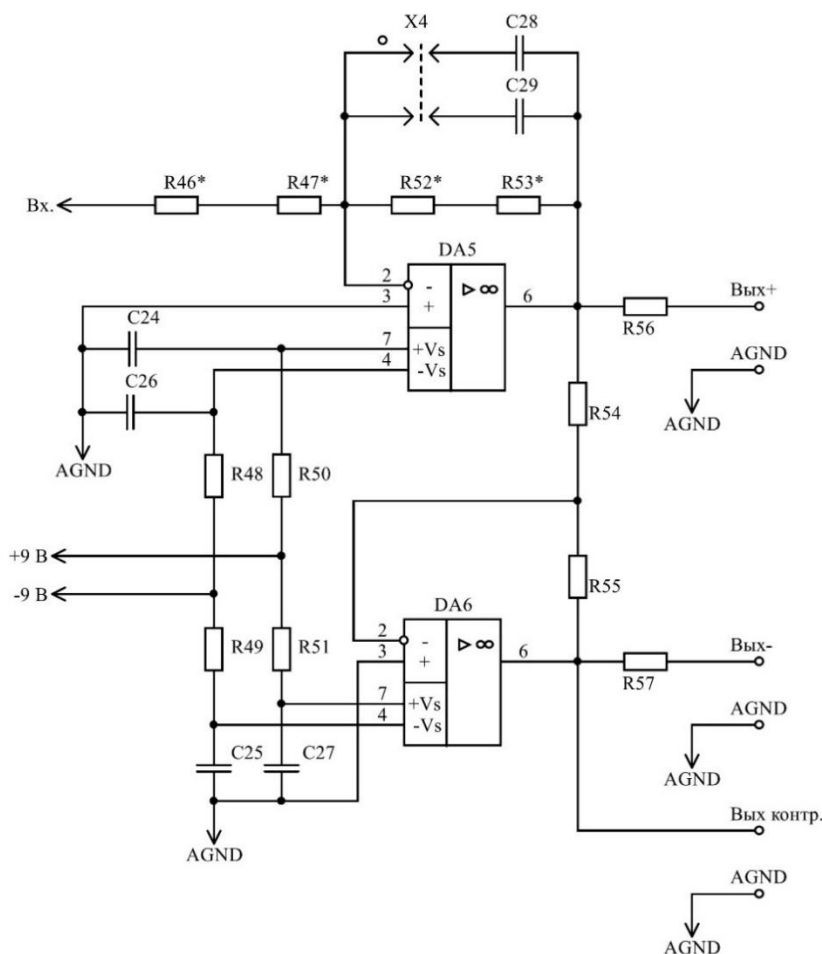 X4
C28
C29
R46*
R47*
R52*
R53*
Вх.
DA5
2
-
▷ ∞
3
+
6
Вых+
C24
R56
7
+Vs
4
-Vs
C26
AGND
AGND
R54
AGND
R48
R50
+9 В
-9 В
R55
DA6
R49
R51
2
-
▷ ∞
3
+
6
Вых-
R57
7
+Vs
4
-Vs
AGND
C25
C27
AGND
Вых контр.
AGND
AGND
AGND